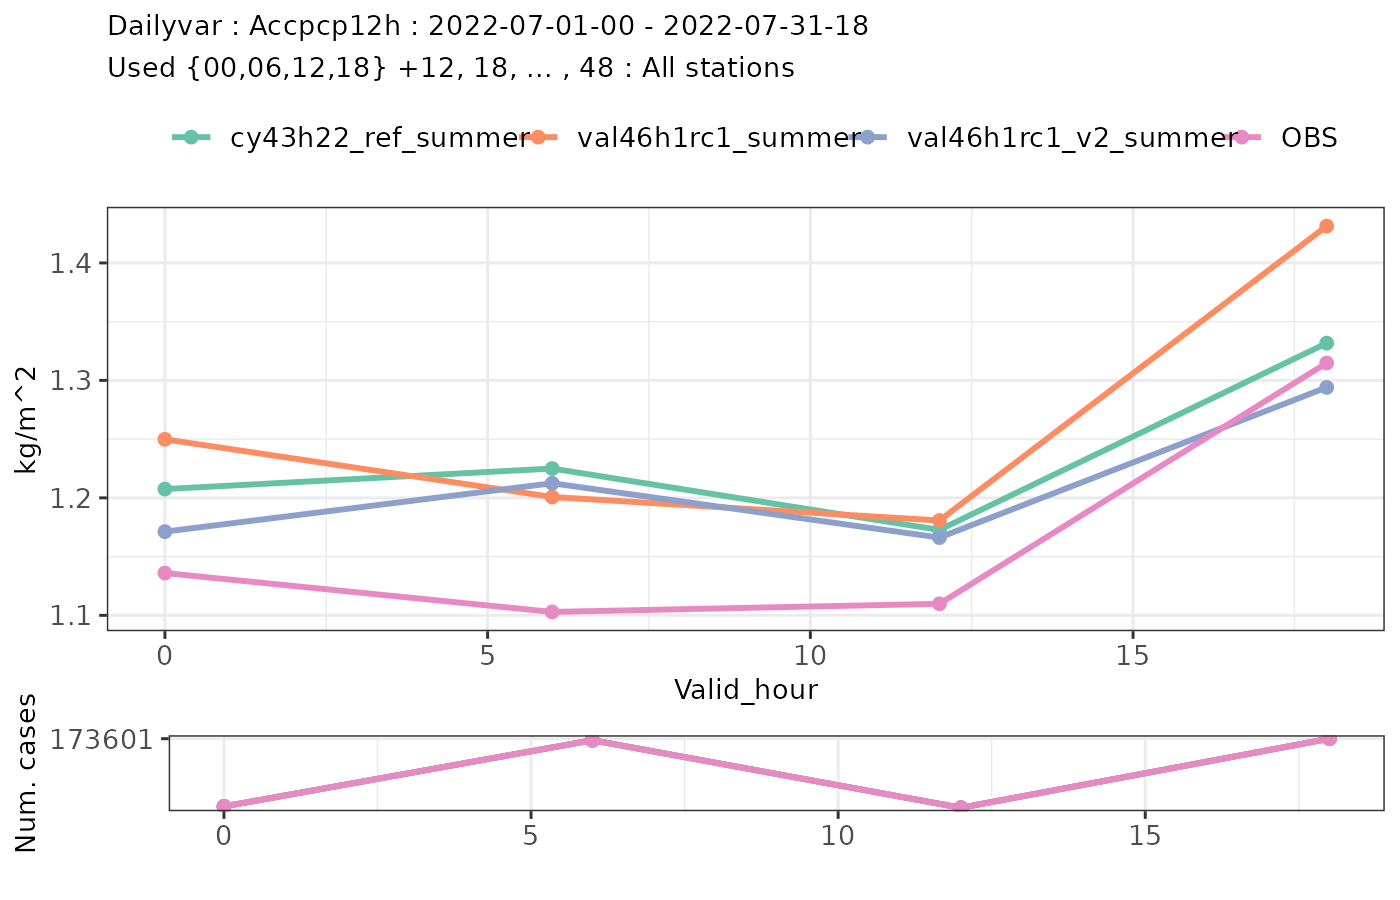 Dailyvar : Accpcp12h : 2022-07-01-00 - 2022-07-31-18
Used {00,06,12,18} +12, 18, ... , 48 : All stations
cy43h22_ref_summer val46h1rc1_summer val46h1rc1_v2_summer OBS
1.4
1.3
1.2
1.1
kg/m^2
0 5 10 15
Valid_hour
173601
Num. cases
0 5 10 15